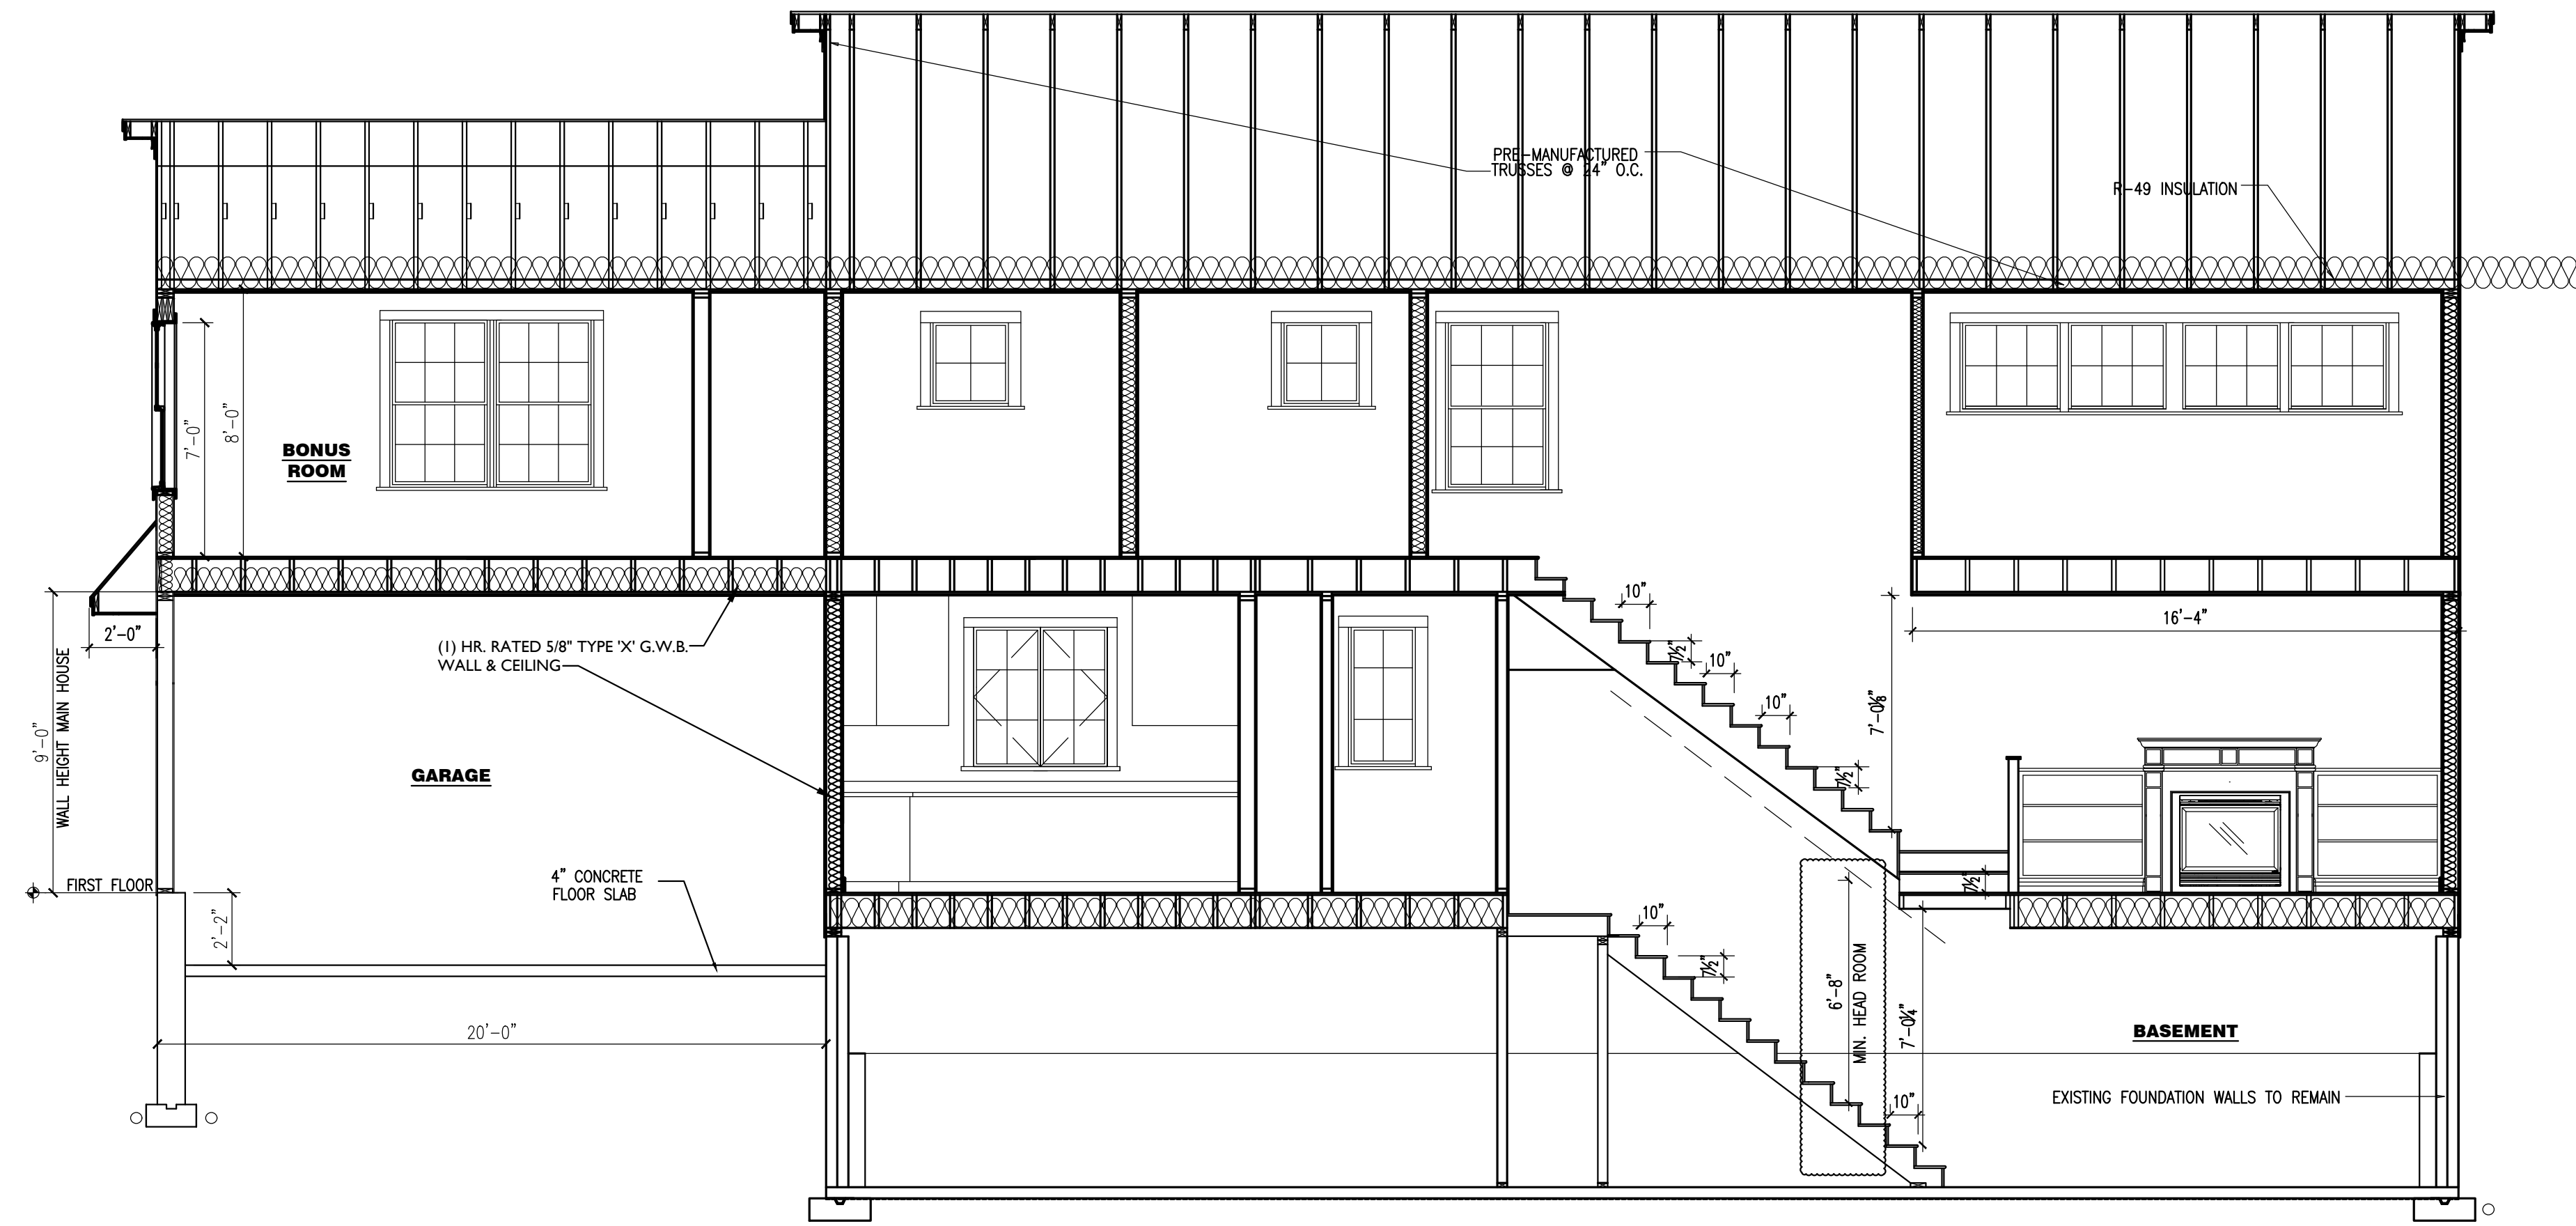 PRE-MANUFACTURED
TRUSSES @ 24" O.C.
R-49 INSULATION
7'-0"
8'-0"
BONUS
ROOM
10"
2'-0"
16'-4"
(1) HR. RATED 5/8" TYPE 'X' G.W.B.
WALL & CEILING
7½"
10"
9'-0"
WALL HEIGHT MAIN HOUSE
10"
7'-0⅛"
GARAGE
7½"
FIRST FLOOR
4" CONCRETE
FLOOR SLAB
7½"
2'-2"
10"
7½"
6'-8"
MIN. HEAD ROOM
7'-0¼"
20'-0"
BASEMENT
10"
EXISTING FOUNDATION WALLS TO REMAIN